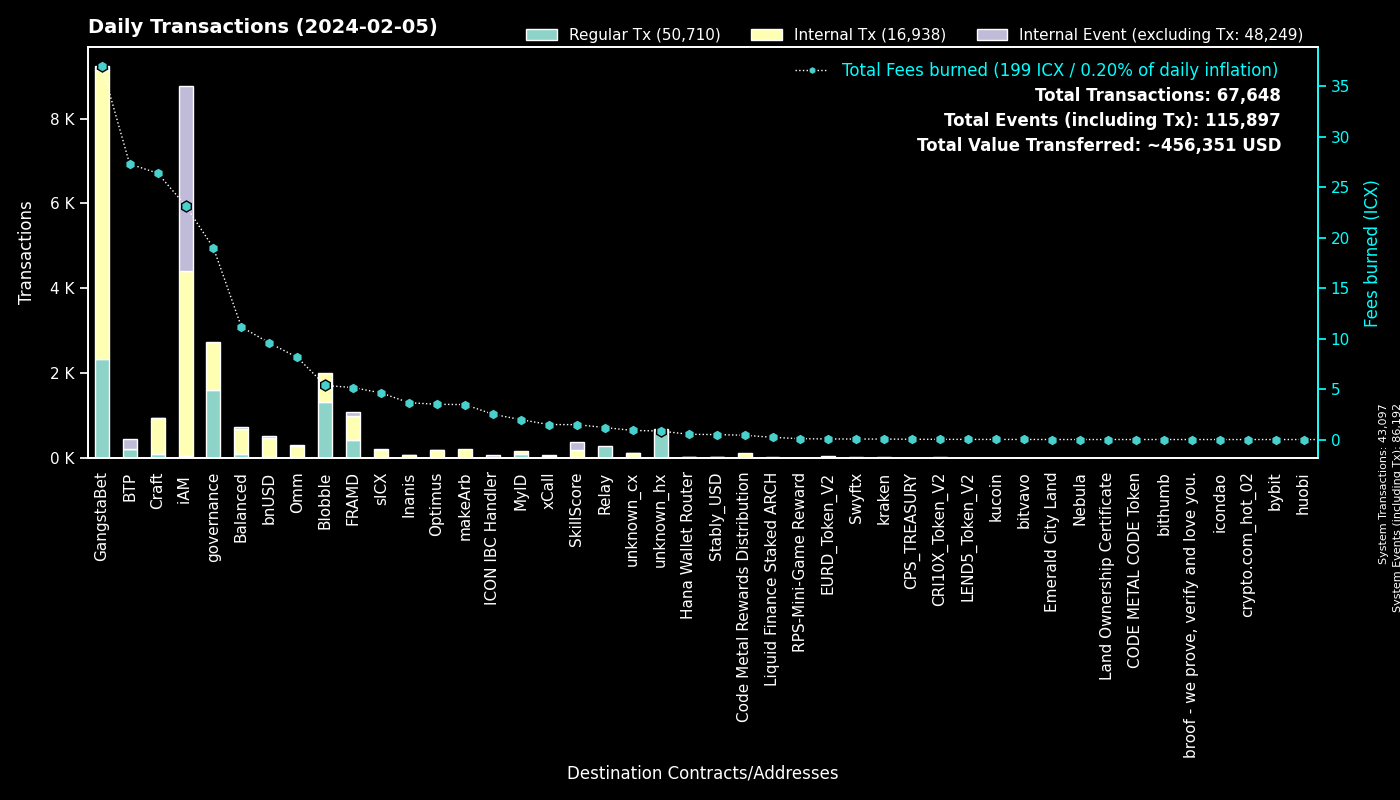 Daily Transactions (2024-02-05)
Regular Tx (50,710) Internal Tx (16,938) Internal Event (excluding Tx: 48,249)
Total Fees burned (199 ICX / 0.20% of daily inflation)
Total Transactions: 67,648
Total Events (including Tx): 115,897
Total Value Transferred: ~456,351 USD
Transactions
8 K
6 K
4 K
2 K
0 K
35
30
25
20
15
10
5
0
Fees burned (ICX)
System Transactions: 43,097
System Events (including Tx): 86,192
GangstaBet
BTP
Craft
iAM
governance
Balanced
bnUSD
Omm
Blobble
FRAMD
sICX
Inanis
Optimus
makeArb
ICON IBC Handler
MyID
xCall
SkillScore
Relay
unknown_cx
unknown_hx
Hana Wallet Router
Stably_USD
Code Metal Rewards Distribution
Liquid Finance Staked ARCH
RPS-Mini-Game Reward
EURD_Token_V2
Swyftx
kraken
CPS_TREASURY
CRI10X_Token_V2
LEND5_Token_V2
kucoin
bitvavo
Emerald City Land
Nebula
Land Ownership Certificate
CODE METAL CODE Token
bithumb
broof - we prove, verify and love you.
icondao
crypto.com_hot_02
bybit
huobi
Destination Contracts/Addresses